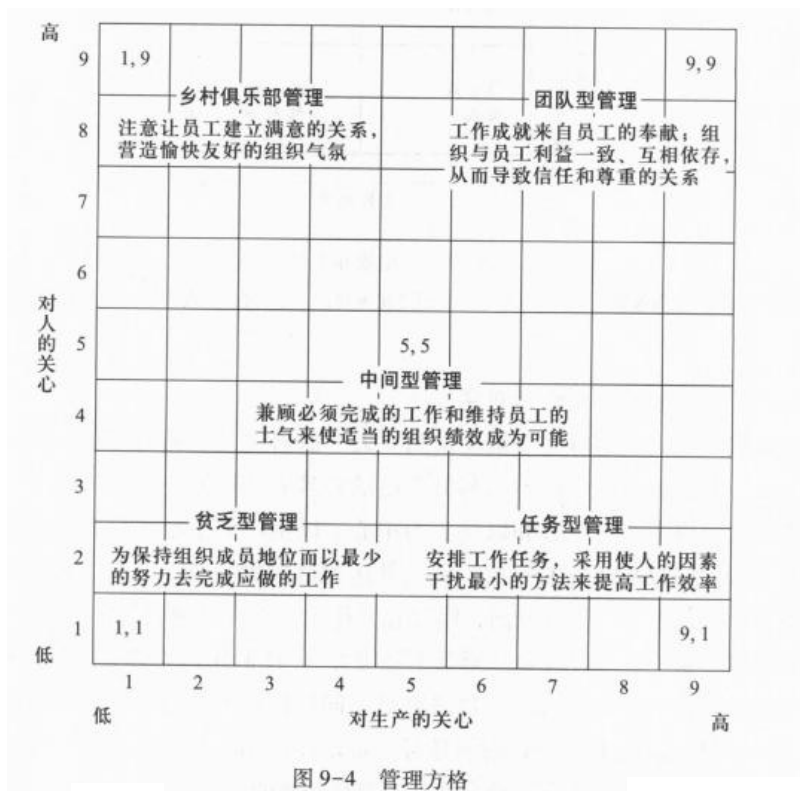 高
9
1, 9
9, 9
乡村俱乐部管理
团队型管理
8
注意让员工建立满意的关系，
营造愉快友好的组织气氛
工作成就来自员工的奉献；组
织与员工利益一致、互相依存，
从而导致信任和尊重的关系
7
6
对人的关心
5
5, 5
中间型管理
4
兼顾必须完成的工作和维持员工的
士气来使适当的组织绩效成为可能
3
贫乏型管理
任务型管理
2
为保持组织成员地位而以最少
的努力去完成应做的工作
安排工作任务，采用使人的因素
干扰最小的方法来提高工作效率
1
1, 1
9, 1
低
1 2 3 4 5 6 7 8 9
低
对生产的关心
高
图 9-4 管理方格